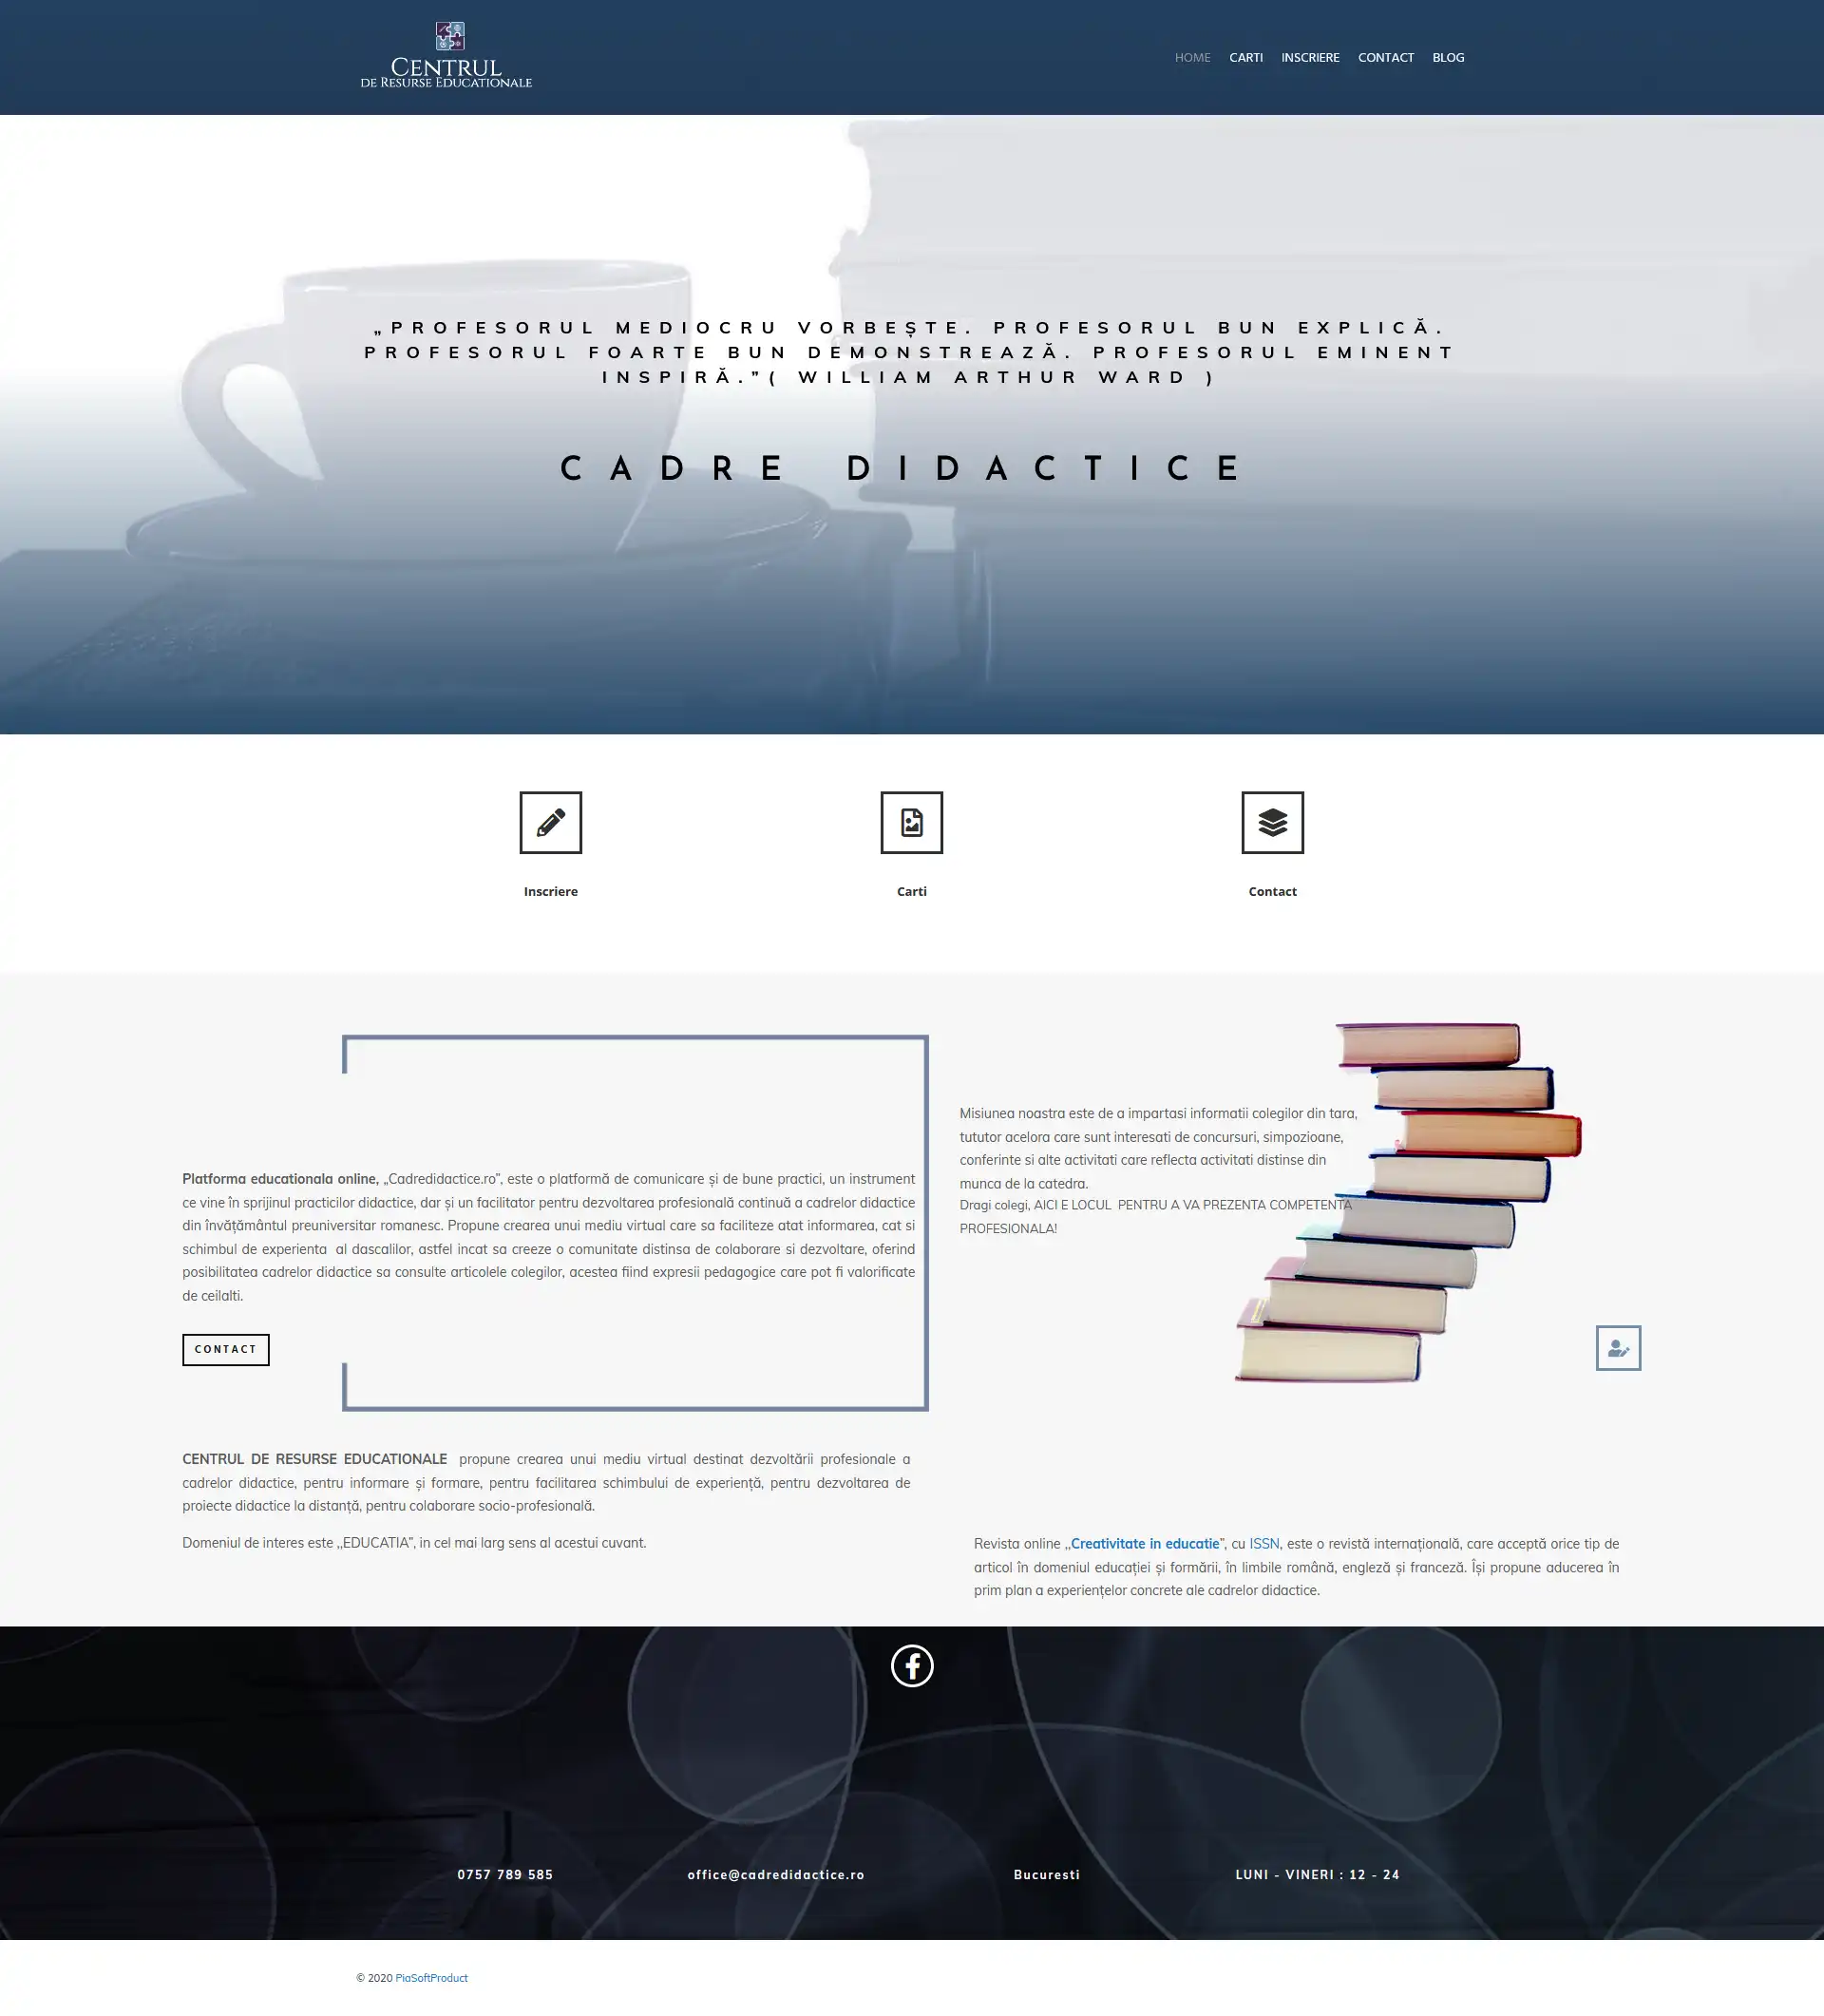 CENTRUL
DE RESURSE EDUCATIONALE
HOME CARTI INSCRIERE CONTACT BLOG
„PROFESORUL MEDIOCRU VORBEȘTE. PROFESORUL BUN EXPLICĂ.
PROFESORUL FOARTE BUN DEMONSTREAZĂ. PROFESORUL EMINENT
INSPIRĂ.”( WILLIAM ARTHUR WARD )
CADRE DIDACTICE
Inscriere
Carti
Contact
Platforma educationala online, „Cadredidactice.ro”, este o platformă de comunicare și de bune practici, un instrument
ce vine în sprijinul practicilor didactice, dar și un facilitator pentru dezvoltarea profesională continuă a cadrelor didactice
din învățământul preuniversitar romanesc. Propune crearea unui mediu virtual care sa faciliteze atat informarea, cat si
schimbul de experienta al dascalilor, astfel incat sa creeze o comunitate distinsa de colaborare si dezvoltare, oferind
posibilitatea cadrelor didactice sa consulte articolele colegilor, acestea fiind expresii pedagogice care pot fi valorificate
de ceilalti.
CONTACT
Misiunea noastra este de a impartasi informatii colegilor din tara,
tututor acelora care sunt interesati de concursuri, simpozioane,
conferinte si alte activitati care reflecta activitati distinse din
munca de la catedra.
Dragi colegi, AICI E LOCUL PENTRU A VA PREZENTA COMPETENTA
PROFESIONALA!
CENTRUL DE RESURSE EDUCATIONALE propune crearea unui mediu virtual destinat dezvoltării profesionale a
cadrelor didactice, pentru informare și formare, pentru facilitarea schimbului de experiență, pentru dezvoltarea de
proiecte didactice la distanță, pentru colaborare socio-profesională.
Domeniul de interes este ,,EDUCATIA”, in cel mai larg sens al acestui cuvant.
Revista online ,,Creativitate in educatie”, cu ISSN, este o revistă internațională, care acceptă orice tip de
articol în domeniul educației și formării, în limbile română, engleză și franceză. Își propune aducerea în
prim plan a experiențelor concrete ale cadrelor didactice.
0757 789 585
office@cadredidactice.ro
Bucuresti
LUNI - VINERI : 12 - 24
© 2020 PiaSoftProduct